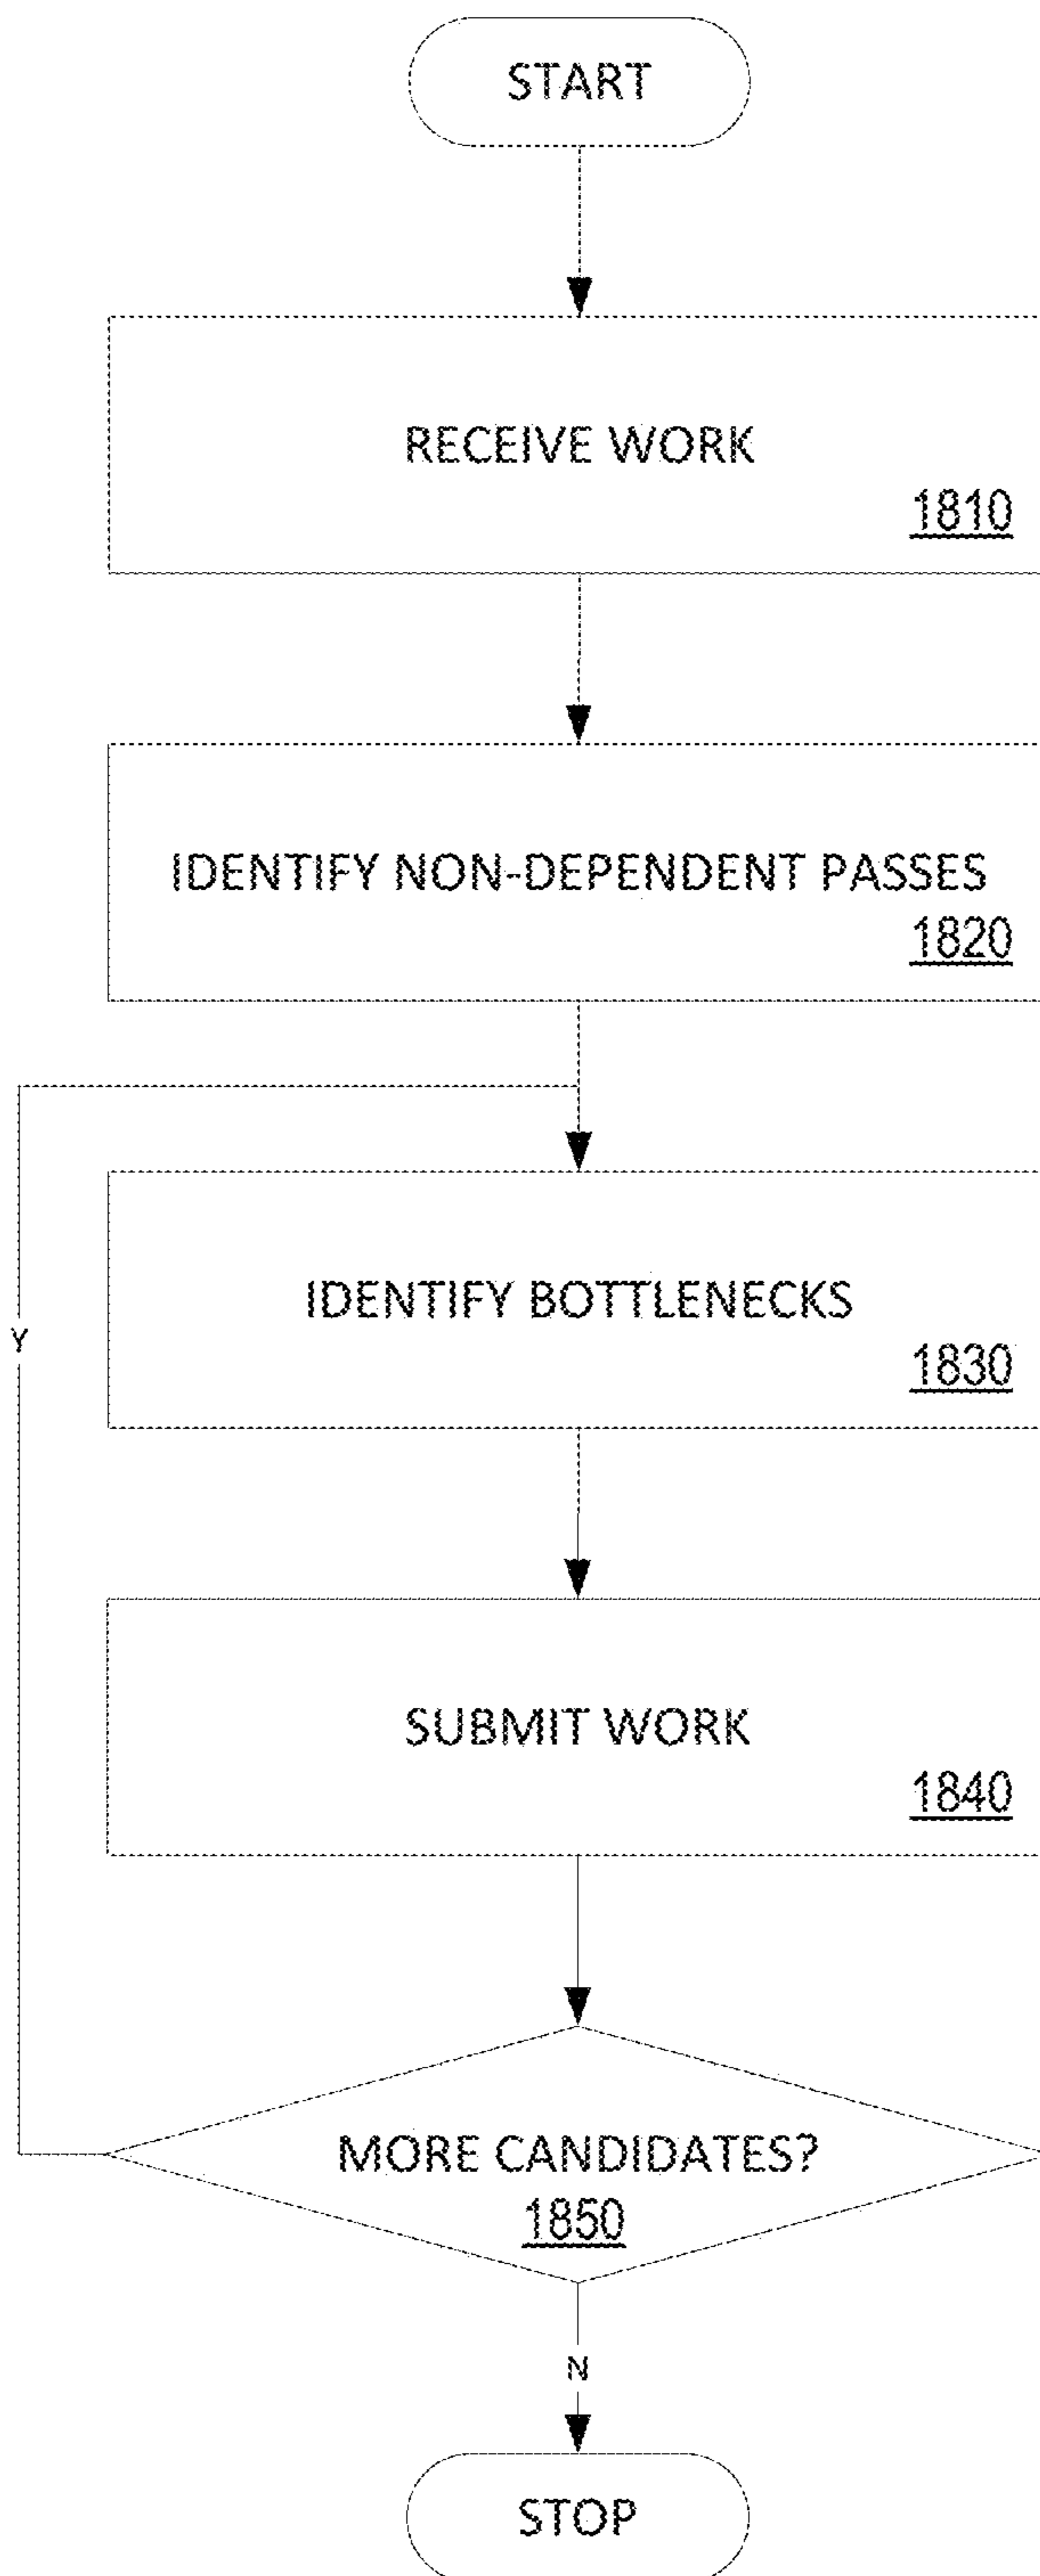 START
RECEIVE WORK
1810
IDENTIFY NON-DEPENDENT PASSES
1820
IDENTIFY BOTTLENECKS
1830
Y
SUBMIT WORK
1840
MORE CANDIDATES?
1850
N
STOP